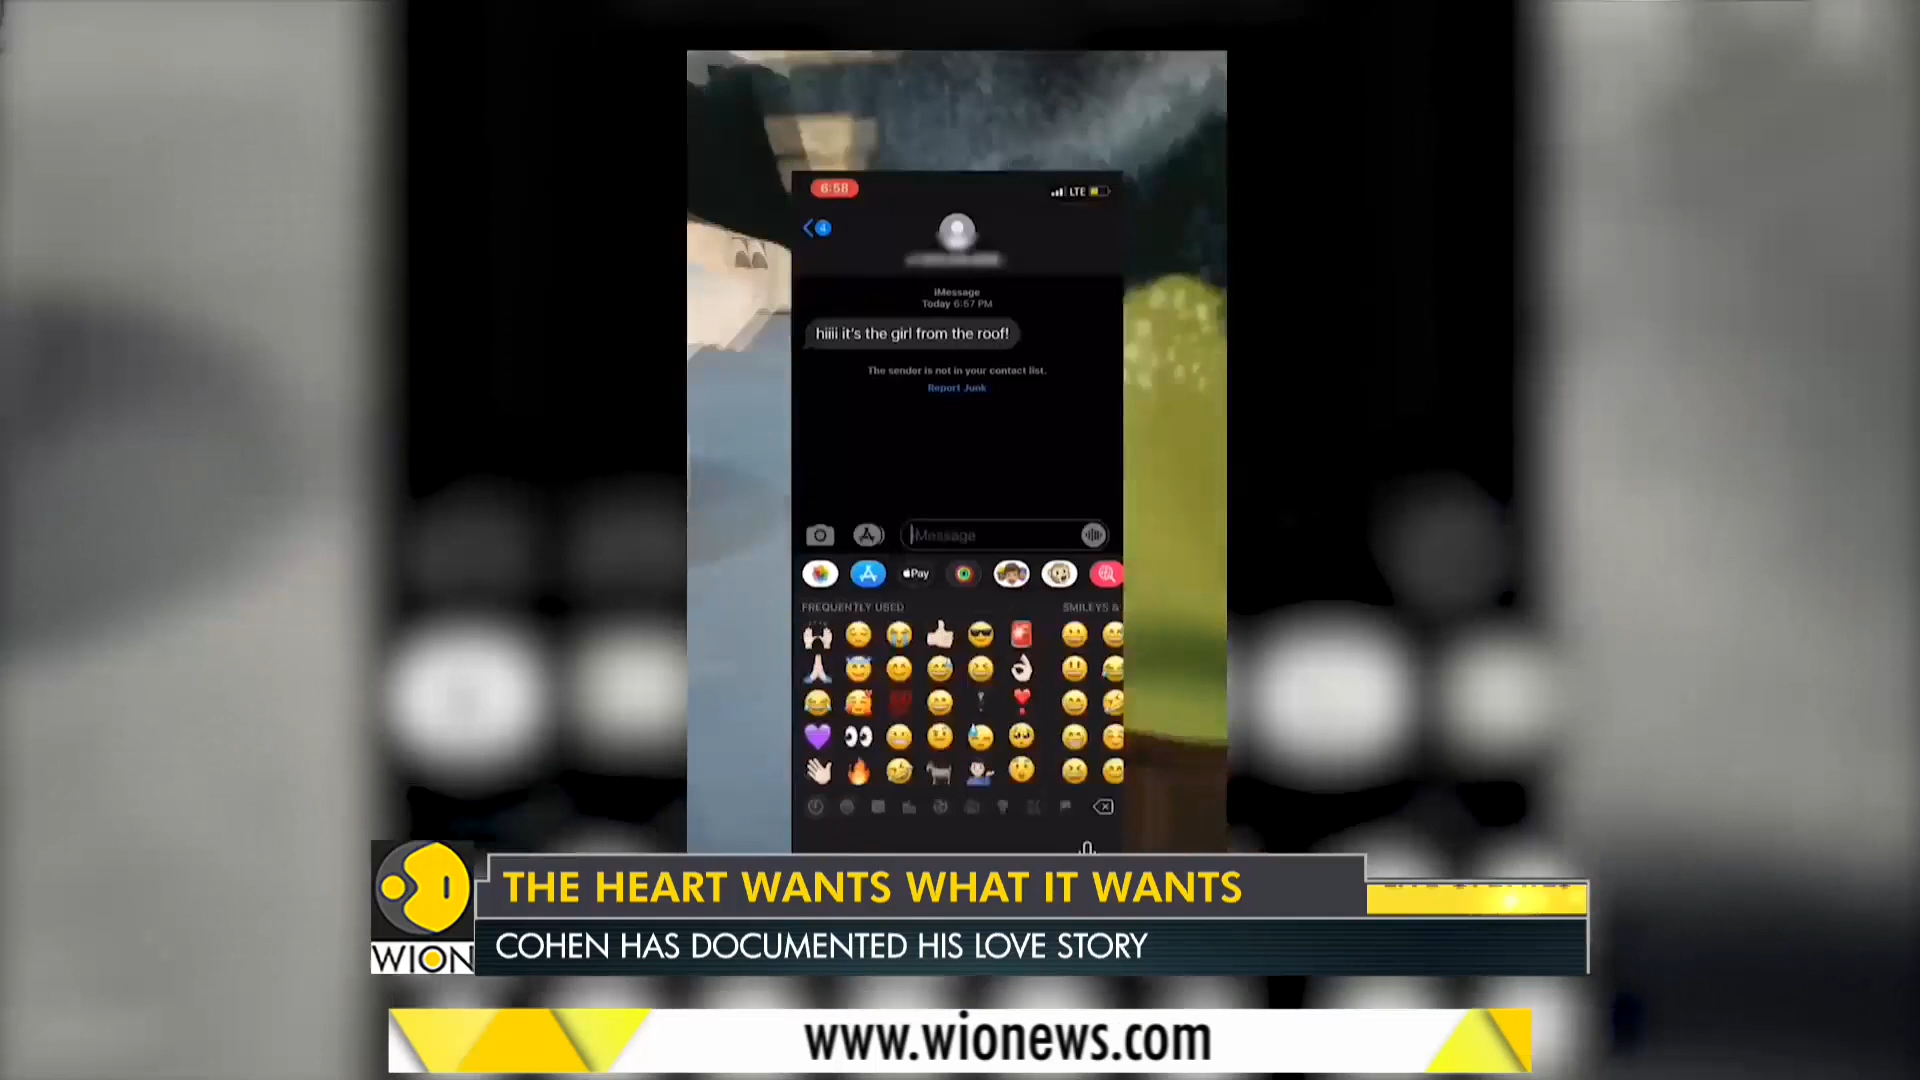 6:58
LTE
4
iMessage
Today 6:57 PM
hiiii it's the girl from the roof!
The sender is not in your contact list.
Report Junk
iMessage
Pay
FREQUENTLY USED
SMILEYS &
THE HEART WANTS WHAT IT WANTS
COHEN HAS DOCUMENTED HIS LOVE STORY
WION
www.wionews.com